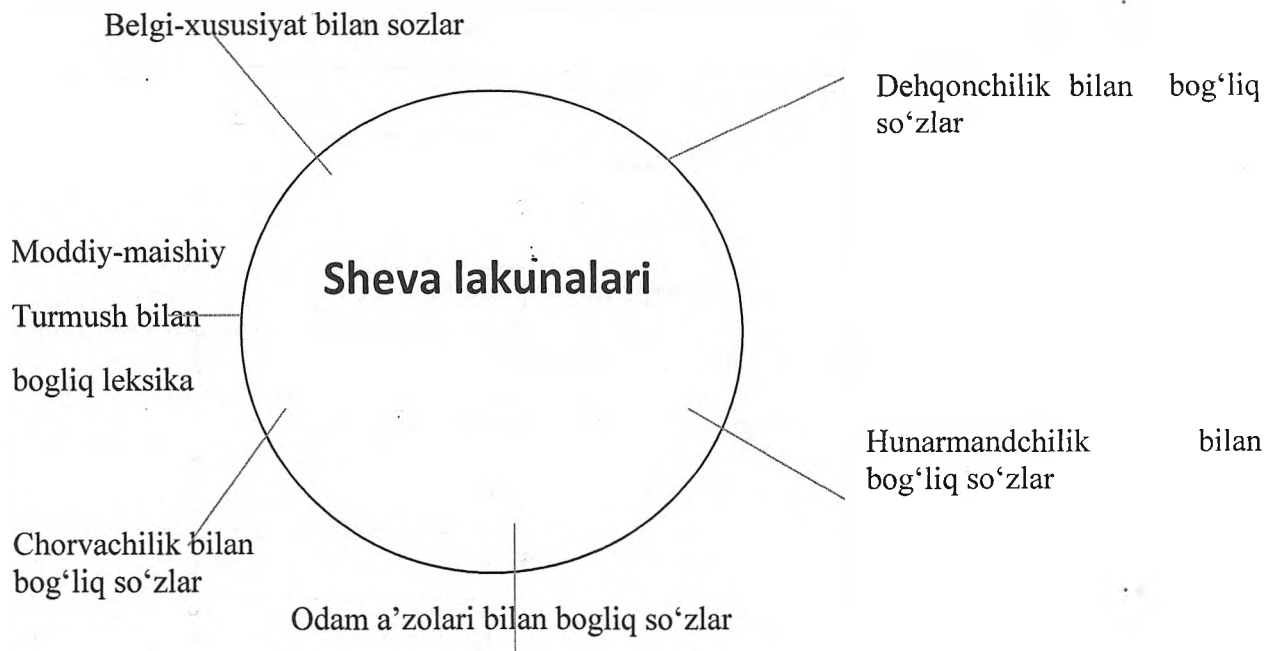 Belgi-xususiyat bilan sozlar
Dehqonchilik bilan bog‘liq
so‘zlar
Moddiy-maishiy
Turmush bilan
bogliq leksika
Sheva lakunalari
Hunarmandchilik bilan
bog‘liq so‘zlar
Chorvachilik bilan
bog‘liq so‘zlar
Odam a’zolari bilan bogliq so‘zlar